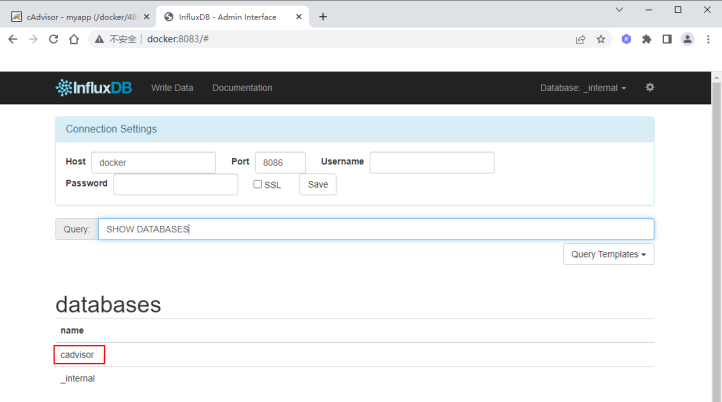 cAdvisor - myapp (/docker/48
InfluxDB - Admin Interface
不安全 docker:8083/#
InfluxDB Write Data Documentation Database: _internal
Connection Settings
Host docker Port 8086 Username
Password SSL Save
Query: SHOW DATABASES
Query Templates
databases
name
cadvisor
_internal